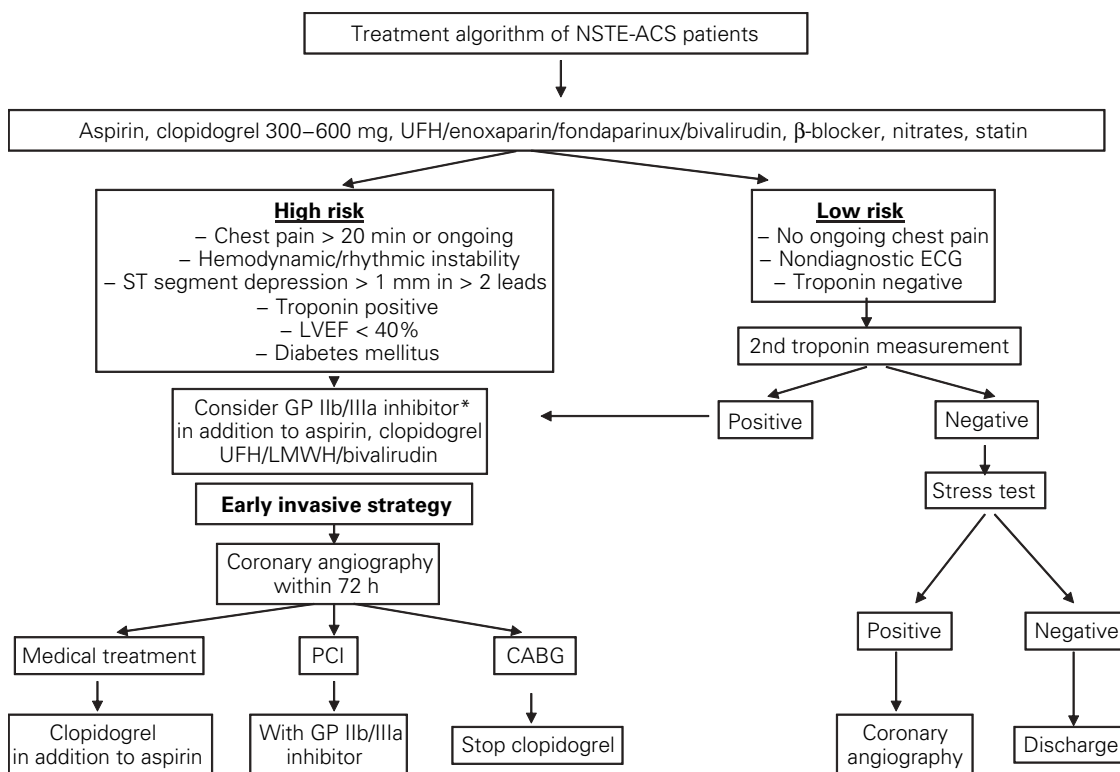 Treatment algorithm of NSTE-ACS patients
Aspirin, clopidogrel 300–600 mg, UFH/enoxaparin/fondaparinux/bivalirudin, β-blocker, nitrates, statin
High risk
– Chest pain > 20 min or ongoing
– Hemodynamic/rhythmic instability
– ST segment depression > 1 mm in > 2 leads
– Troponin positive
– LVEF < 40%
– Diabetes mellitus
Low risk
– No ongoing chest pain
– Nondiagnostic ECG
– Troponin negative
2nd troponin measurement
Consider GP IIb/IIIa inhibitor*
in addition to aspirin, clopidogrel
UFH/LMWH/bivalirudin
Positive
Negative
Early invasive strategy
Stress test
Coronary angiography
within 72 h
Positive
Negative
Medical treatment
PCI
CABG
Clopidogrel
in addition to aspirin
With GP IIb/IIIa
inhibitor
Stop clopidogrel
Coronary
angiography
Discharge